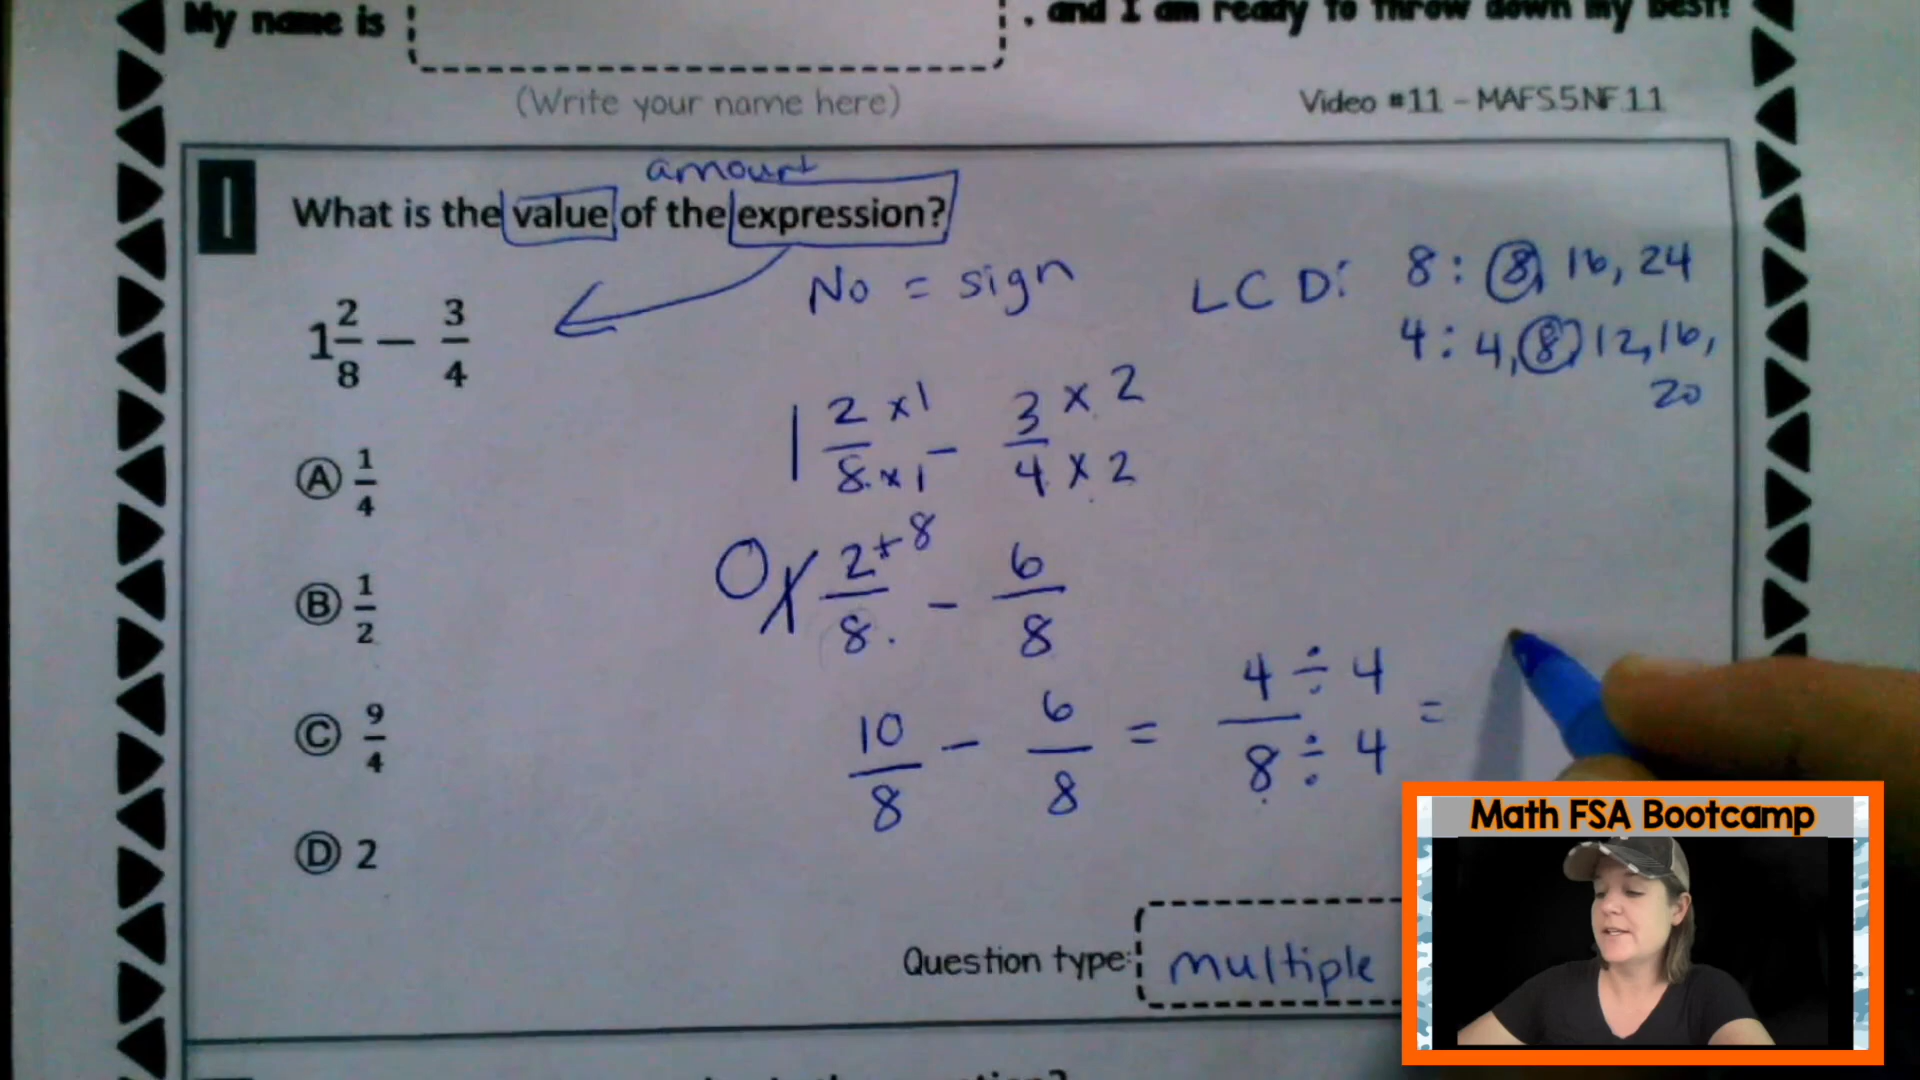 My name is , and I am ready to throw down my best!
(Write your name here)
Video #11 - MAFS.5.NF.1.1
amount
1 What is the value of the expression?
No = sign
LCD: 8: 8, 16, 24
4: 4, 8, 12, 16,
20
1 2/8 - 3/4
1 2/8 x1 x1 - 3/4 x 2 x 2
Ⓐ 1/4
0 1 2+8/8 - 6/8
Ⓑ 1/2
10/8 - 6/8 = 4÷4/8÷4 =
Ⓒ 9/4
Ⓓ 2
Question type: multiple
Math FSA Bootcamp